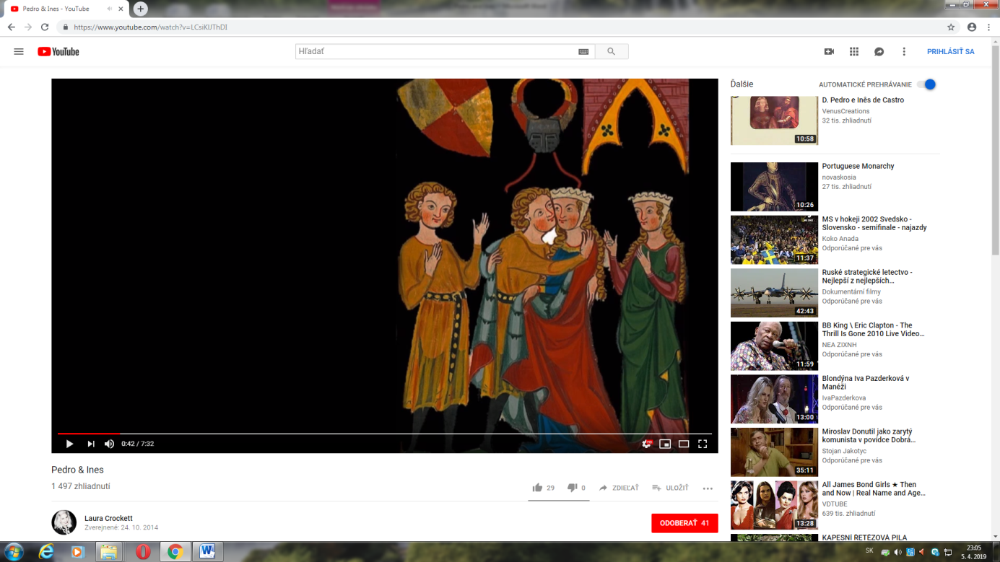 Pedro & Ines - YouTube
https://www.youtube.com/watch?v=LCsiKlJThDI
YouTube
Hľadať
PRIHLÁSIŤ SA
0:42 / 7:32
HD
Pedro & Ines
1 497 zhliadnutí
29
0
ZDIEĽAŤ
ULOŽIŤ
Laura Crockett
Zverejnené: 24. 10. 2014
ODOBERAŤ 41
Ďalšie
AUTOMATICKÉ PREHRÁVANIE
D. Pedro e Inês de Castro
VenusCreations
32 tis. zhliadnutí
10:58
Portuguese Monarchy
novaskosia
27 tis. zhliadnutí
10:26
MS v hokeji 2002 Svedsko -
Slovensko - semifinale - najazdy
Koko Anada
Odporúčané pre vás
11:37
Ruské strategické letectvo -
Nejlepší z nejlepších...
Dokumentární filmy
Odporúčané pre vás
42:43
BB King \ Eric Clapton - The
Thrill Is Gone 2010 Live Video...
NEA ZIXNH
Odporúčané pre vás
11:59
Blondýna Iva Pazderková v
Manéži
IvaPazderkova
Odporúčané pre vás
13:00
Miroslav Donutil jako zarytý
komunista v povídce Dobrá...
Stojan Jakotyc
Odporúčané pre vás
35:11
All James Bond Girls ★ Then
and Now | Real Name and Age...
VDTUBE
639 tis. zhliadnutí
13:28
KAPESNÍ ŘETĚZOVÁ PILA
SK
23:05
5. 4. 2019